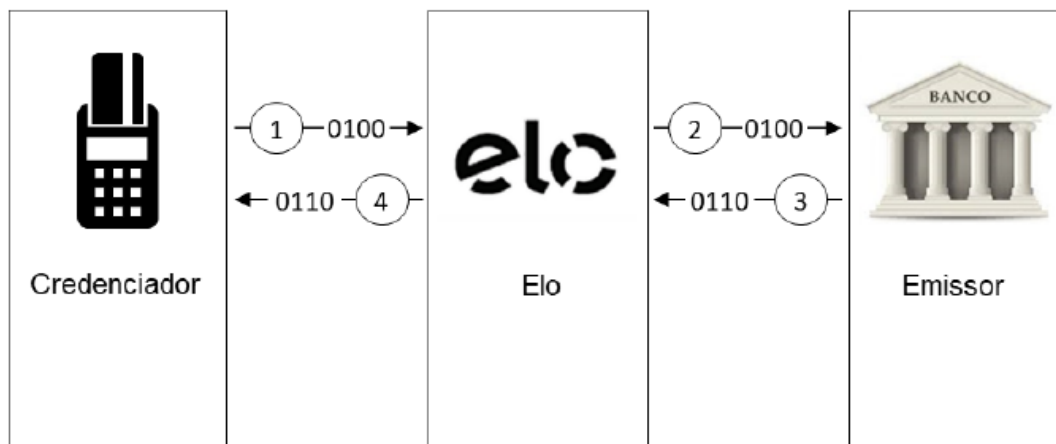 BANCO
1 0100
2 0100
elo
0110 4
0110 3
Credenciador
Elo
Emissor